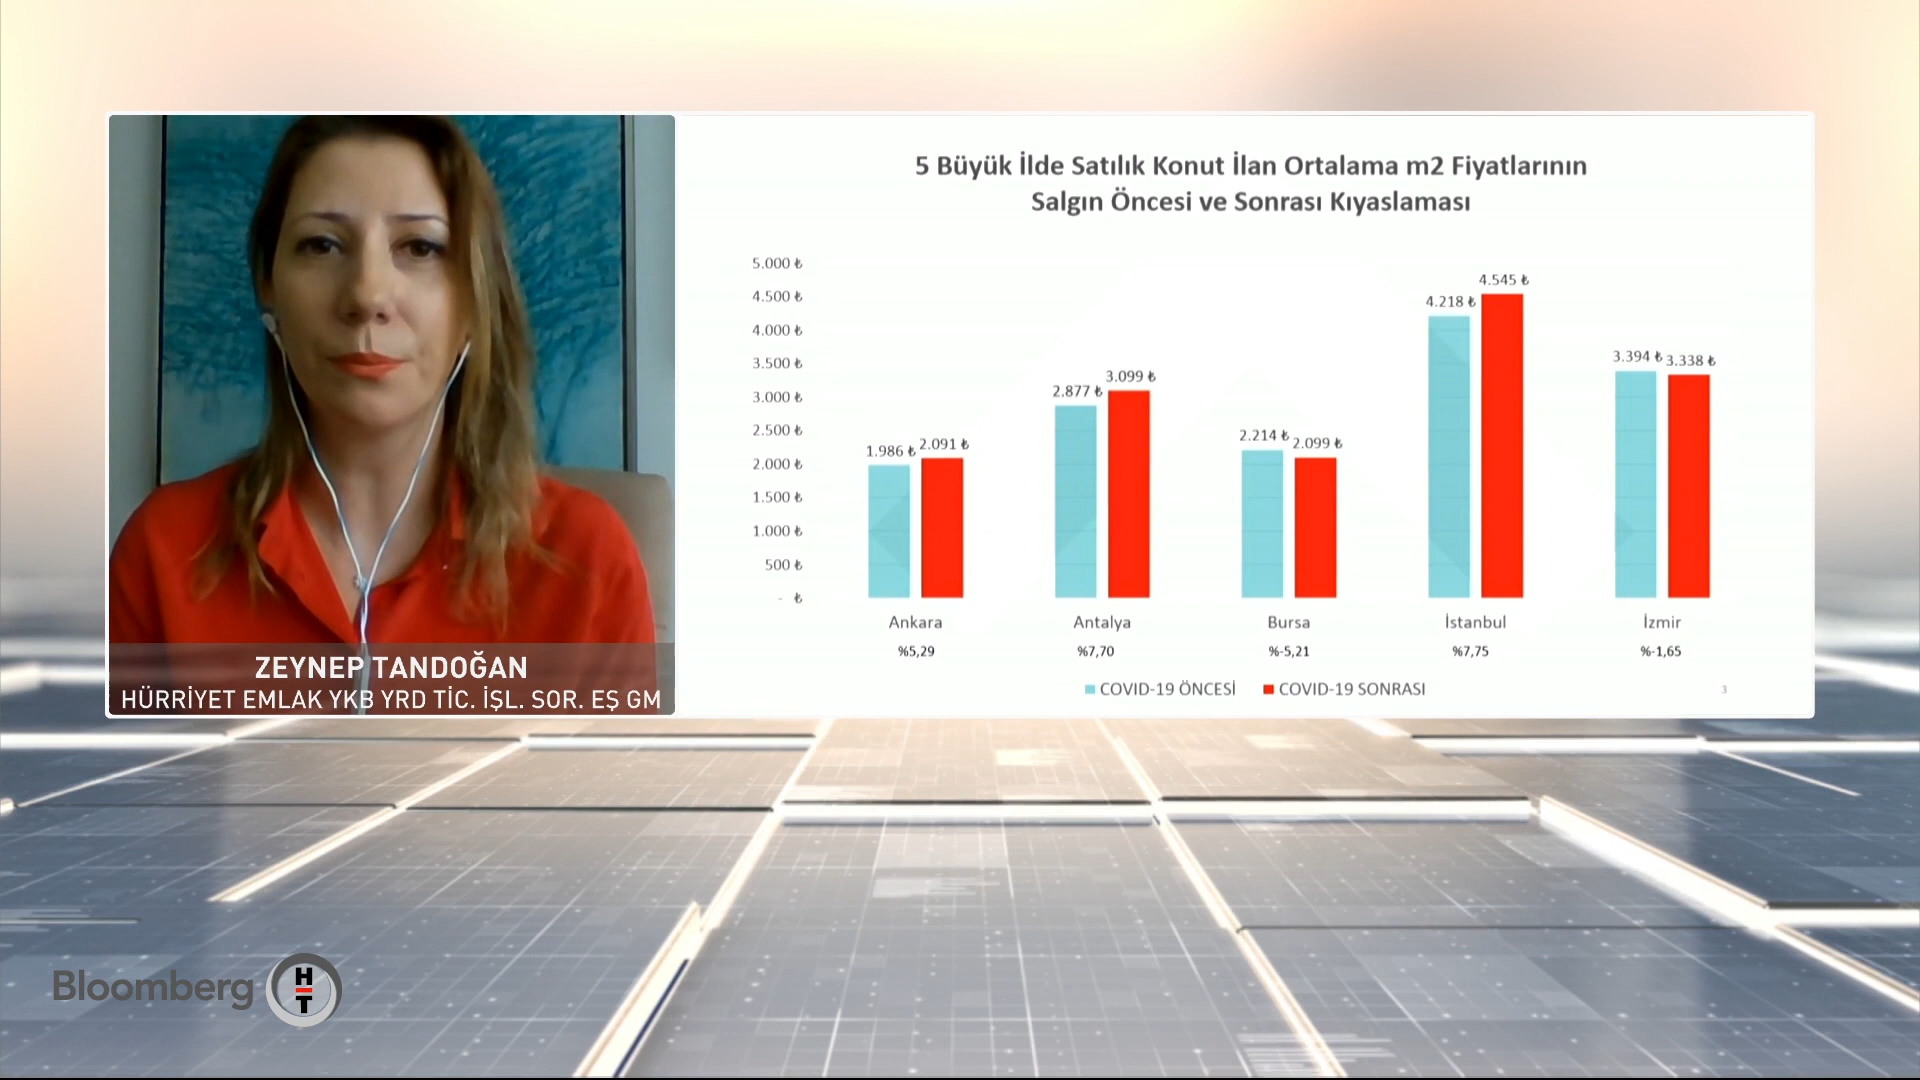 5 Büyük İlde Satılık Konut İlan Ortalama m2 Fiyatlarının
Salgın Öncesi ve Sonrası Kıyaslaması
5.000 ₺
4.500 ₺
4.000 ₺
3.500 ₺
3.000 ₺
2.500 ₺
2.000 ₺
1.500 ₺
1.000 ₺
500 ₺
- ₺
1.986 ₺ 2.091 ₺
2.877 ₺ 3.099 ₺
2.214 ₺ 2.099 ₺
4.218 ₺ 4.545 ₺
3.394 ₺ 3.338 ₺
Ankara Antalya Bursa İstanbul İzmir
%5,29 %7,70 %-5,21 %7,75 %-1,65
COVID-19 ÖNCESİ COVID-19 SONRASI
3
ZEYNEP TANDOĞAN
HÜRRİYET EMLAK YKB YRD TİC. İŞL. SOR. EŞ GM
Bloomberg HT